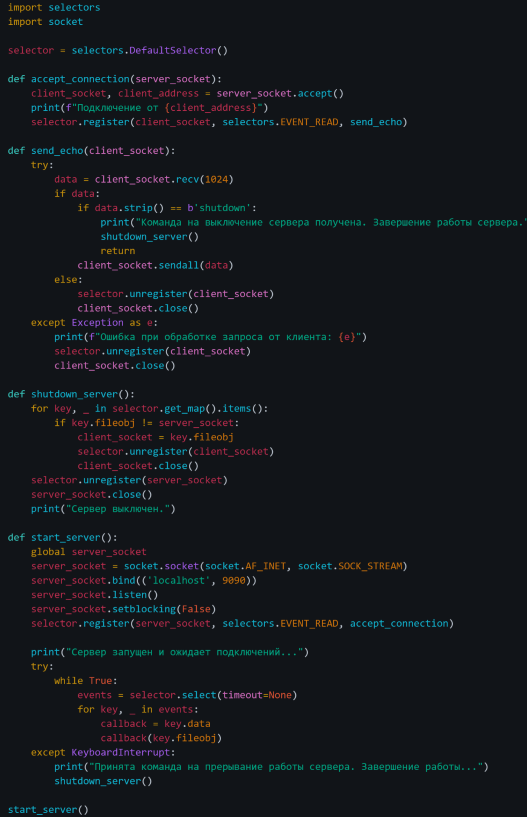 import selectors
import socket

selector = selectors.DefaultSelector()

def accept_connection(server_socket):
    client_socket, client_address = server_socket.accept()
    print(f"Подключение от {client_address}")
    selector.register(client_socket, selectors.EVENT_READ, send_echo)

def send_echo(client_socket):
    try:
        data = client_socket.recv(1024)
        if data:
            if data.strip() == b'shutdown':
                print("Команда на выключение сервера получена. Завершение работы сервера."
                shutdown_server()
                return
            client_socket.sendall(data)
        else:
            selector.unregister(client_socket)
            client_socket.close()
    except Exception as e:
        print(f"Ошибка при обработке запроса от клиента: {e}")
        selector.unregister(client_socket)
        client_socket.close()

def shutdown_server():
    for key, _ in selector.get_map().items():
        if key.fileobj != server_socket:
            client_socket = key.fileobj
            selector.unregister(client_socket)
            client_socket.close()
    selector.unregister(server_socket)
    server_socket.close()
    print("Сервер выключен.")

def start_server():
    global server_socket
    server_socket = socket.socket(socket.AF_INET, socket.SOCK_STREAM)
    server_socket.bind(('localhost', 9090))
    server_socket.listen()
    server_socket.setblocking(False)
    selector.register(server_socket, selectors.EVENT_READ, accept_connection)

    print("Сервер запущен и ожидает подключений...")
    try:
        while True:
            events = selector.select(timeout=None)
            for key, _ in events:
                callback = key.data
                callback(key.fileobj)
    except KeyboardInterrupt:
        print("Принята команда на прерывание работы сервера. Завершение работы...")
        shutdown_server()

start_server()